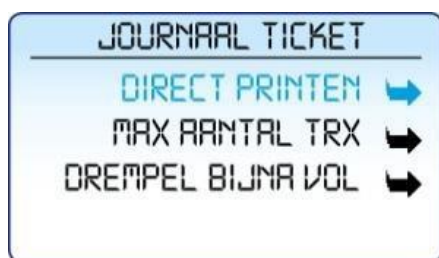 JOURNAAL TICKET
DIRECT PRINTEN
MAX AANTAL TRX
DREMPEL BIJNA VOL